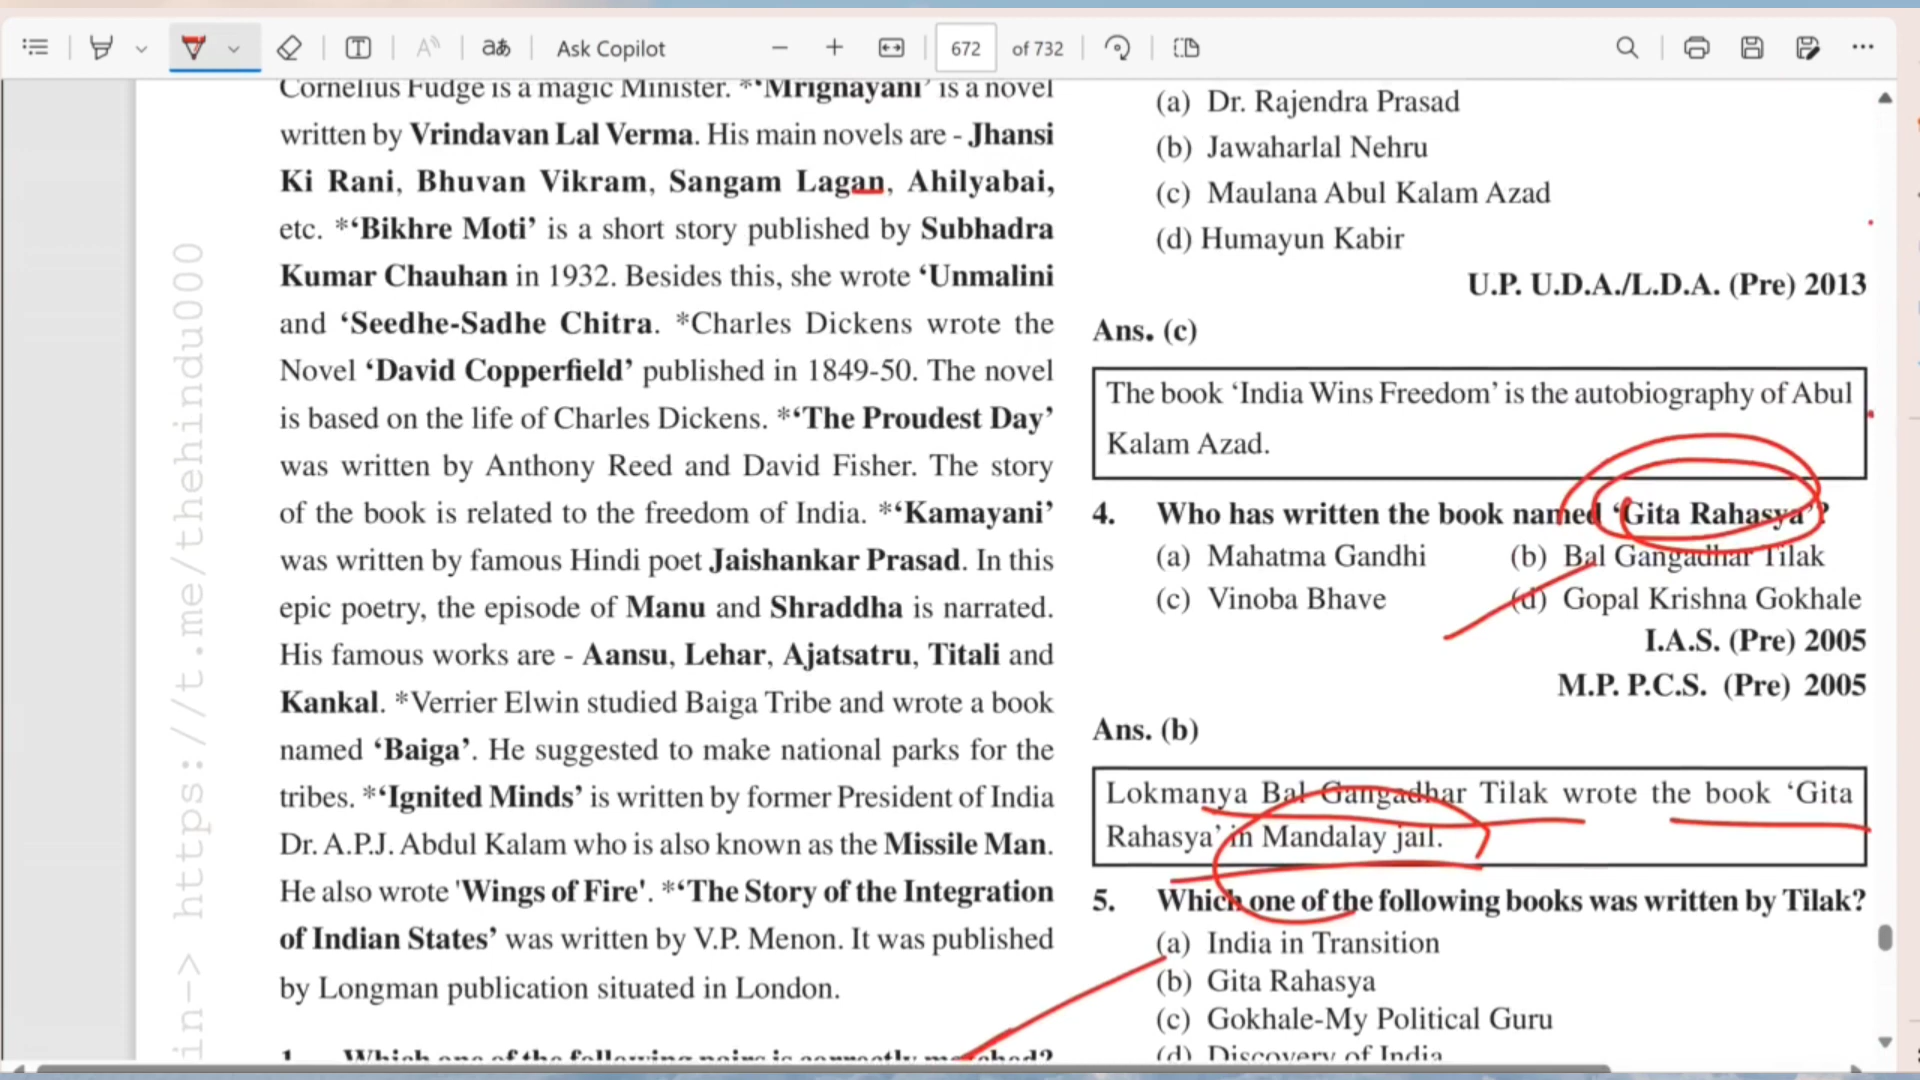 Ask Copilot
672 of 732
in-> https://t.me/thehindu000
Cornelius Fudge is a magic Minister. *‘Mrignayani’ is a novel
written by Vrindavan Lal Verma. His main novels are - Jhansi
Ki Rani, Bhuvan Vikram, Sangam Lagan, Ahilyabai,
etc. *‘Bikhre Moti’ is a short story published by Subhadra
Kumar Chauhan in 1932. Besides this, she wrote ‘Unmalini
and ‘Seedhe-Sadhe Chitra. *Charles Dickens wrote the
Novel ‘David Copperfield’ published in 1849-50. The novel
is based on the life of Charles Dickens. *‘The Proudest Day’
was written by Anthony Reed and David Fisher. The story
of the book is related to the freedom of India. *‘Kamayani’
was written by famous Hindi poet Jaishankar Prasad. In this
epic poetry, the episode of Manu and Shraddha is narrated.
His famous works are - Aansu, Lehar, Ajatsatru, Titali and
Kankal. *Verrier Elwin studied Baiga Tribe and wrote a book
named ‘Baiga’. He suggested to make national parks for the
tribes. *‘Ignited Minds’ is written by former President of India
Dr. A.P.J. Abdul Kalam who is also known as the Missile Man.
He also wrote 'Wings of Fire'. *‘The Story of the Integration
of Indian States’ was written by V.P. Menon. It was published
by Longman publication situated in London.
1. Which one of the following pairs is correctly matched?
(a) Dr. Rajendra Prasad
(b) Jawaharlal Nehru
(c) Maulana Abul Kalam Azad
(d) Humayun Kabir
U.P. U.D.A./L.D.A. (Pre) 2013
Ans. (c)
The book ‘India Wins Freedom’ is the autobiography of Abul
Kalam Azad.
4. Who has written the book named ‘Gita Rahasya’?
(a) Mahatma Gandhi (b) Bal Gangadhar Tilak
(c) Vinoba Bhave (d) Gopal Krishna Gokhale
I.A.S. (Pre) 2005
M.P. P.C.S. (Pre) 2005
Ans. (b)
Lokmanya Bal Gangadhar Tilak wrote the book ‘Gita
Rahasya’ in Mandalay jail.
5. Which one of the following books was written by Tilak?
(a) India in Transition
(b) Gita Rahasya
(c) Gokhale-My Political Guru
(d) Discovery of India